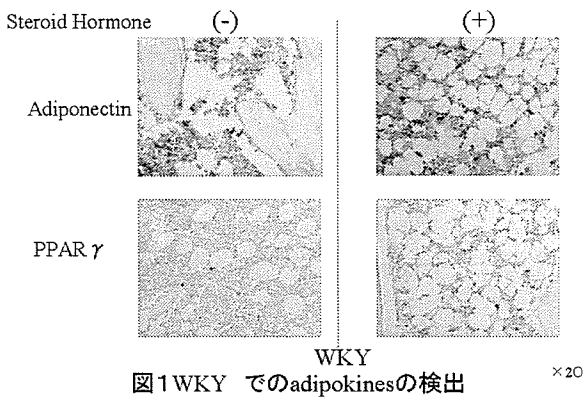 Steroid Hormone (-) (+)
Adiponectin
PPAR γ
WKY
×20
図1WKY でのadipokinesの検出